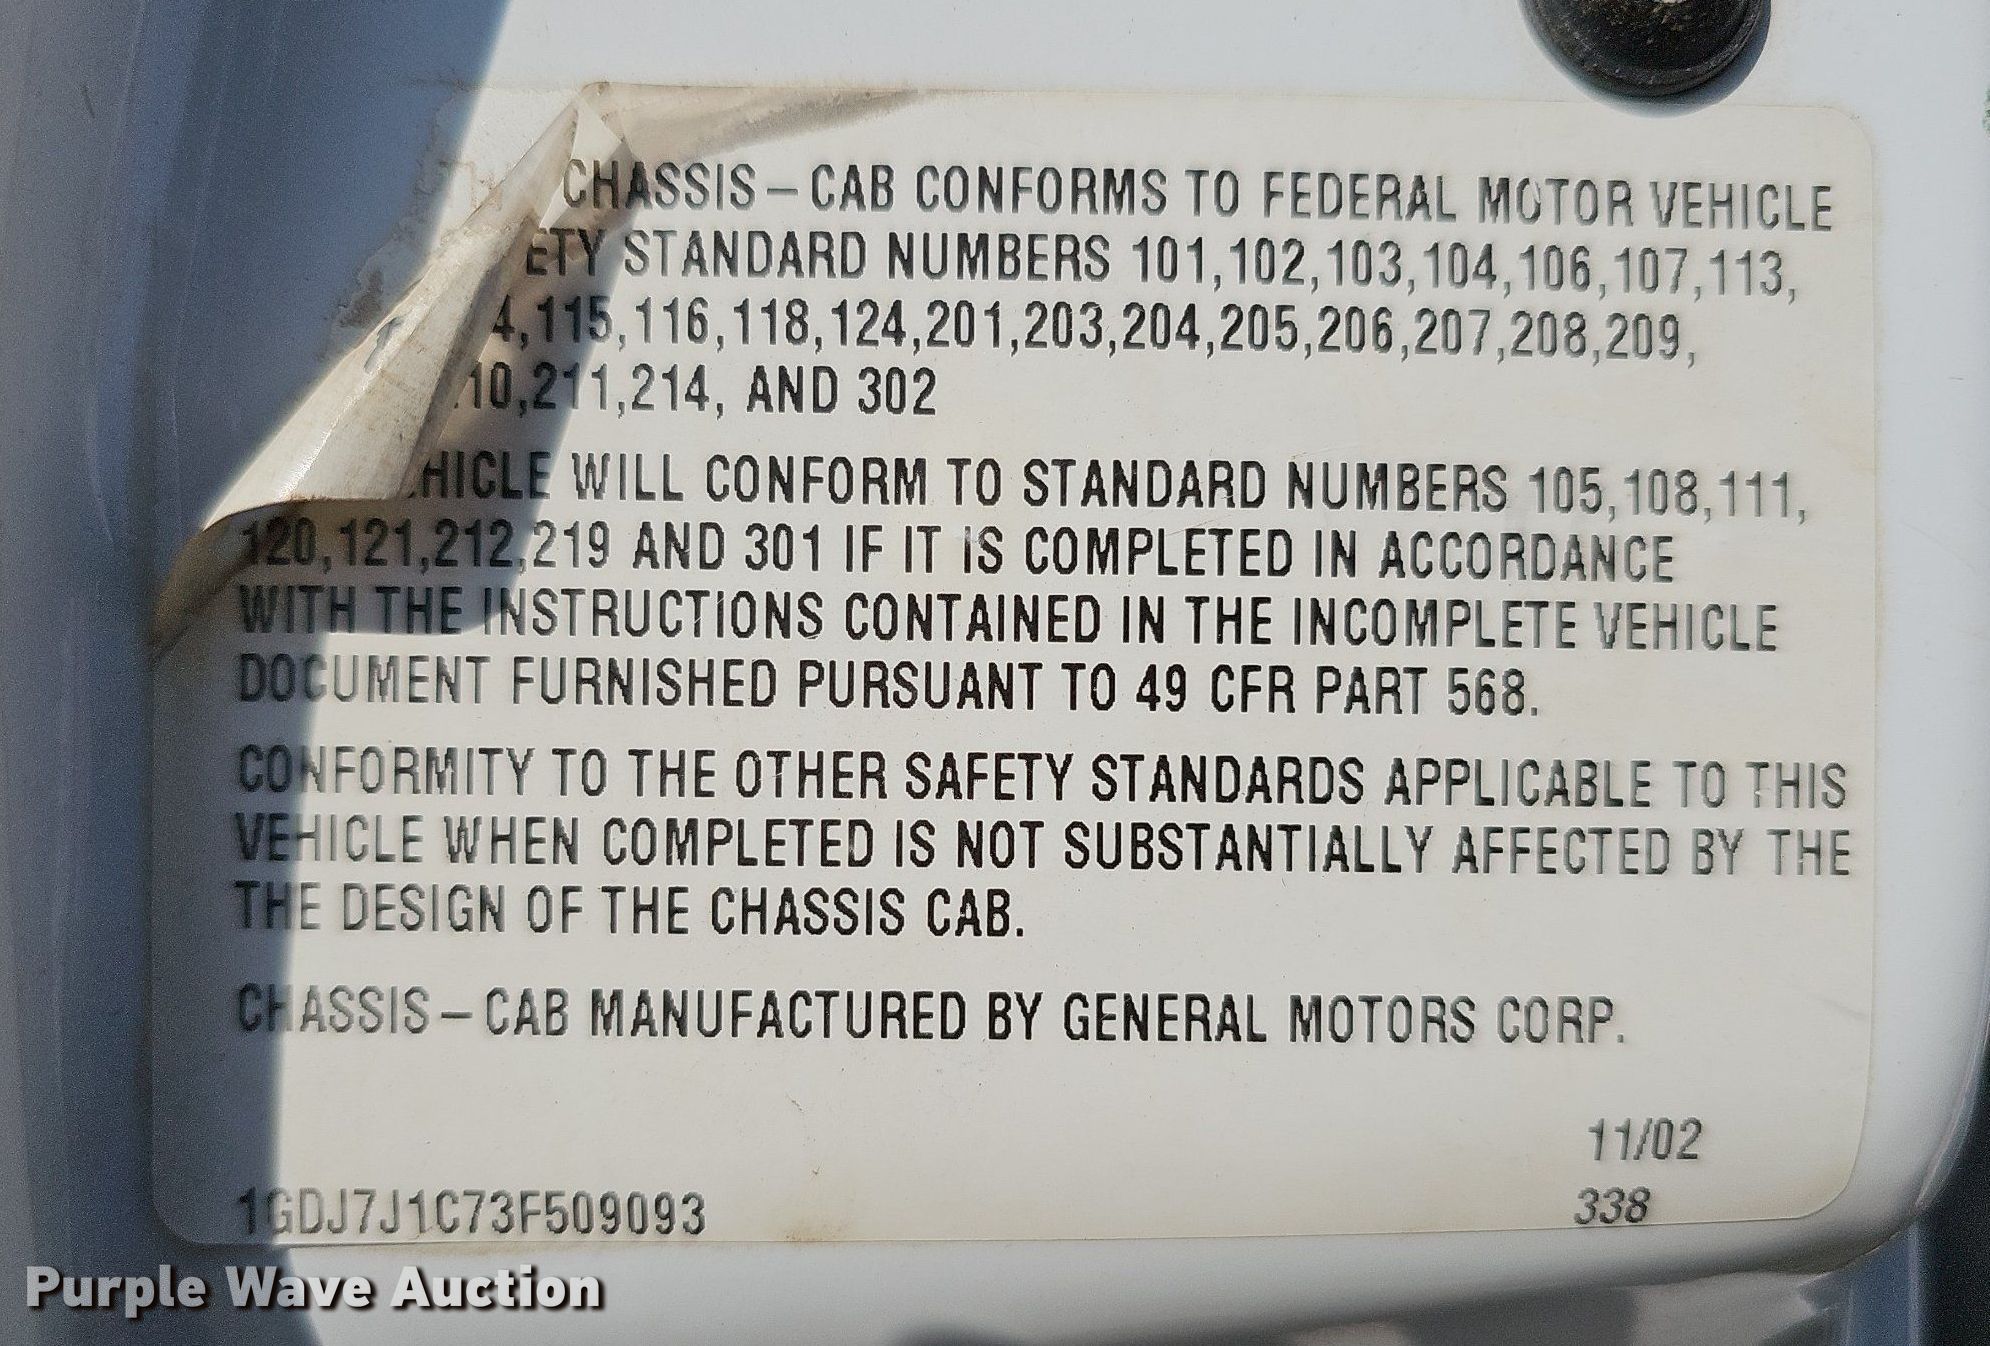 CHASSIS-CAB CONFORMS TO FEDERAL MOTOR VEHICLE
ETY STANDARD NUMBERS 101,102,103,104,106,107,113,
4,115,116,118,124,201,203,204,205,206,207,208,209,
10,211,214, AND 302
HICLE WILL CONFORM TO STANDARD NUMBERS 105,108,111,
120,121,212,219 AND 301 IF IT IS COMPLETED IN ACCORDANCE
WITH THE INSTRUCTIONS CONTAINED IN THE INCOMPLETE VEHICLE
DOCUMENT FURNISHED PURSUANT TO 49 CFR PART 568.
CONFORMITY TO THE OTHER SAFETY STANDARDS APPLICABLE TO THIS
VEHICLE WHEN COMPLETED IS NOT SUBSTANTIALLY AFFECTED BY THE
THE DESIGN OF THE CHASSIS CAB.
CHASSIS-CAB MANUFACTURED BY GENERAL MOTORS CORP.
11/02
1GDJ7J1C73F509093 338
Purple Wave Auction